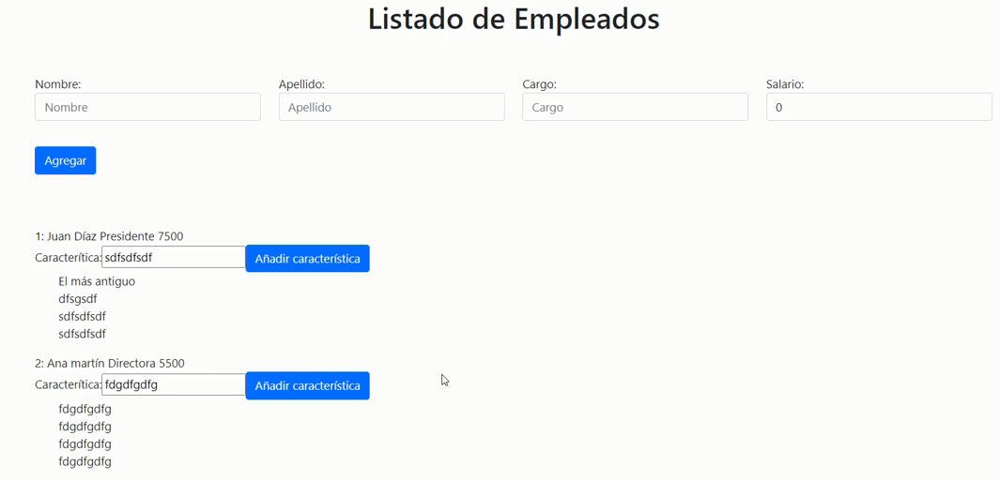 Listado de Empleados
Nombre: Apellido: Cargo: Salario:
Nombre Apellido Cargo 0
Agregar
1: Juan Díaz Presidente 7500
Caracterítica: sdfsdfsdf Añadir característica
El más antiguo
dfsgsdf
sdfsdfsdf
sdfsdfsdf
2: Ana martín Directora 5500
Caracterítica: fdgdfgdfg Añadir característica
fdgdfgdfg
fdgdfgdfg
fdgdfgdfg
fdgdfgdfg